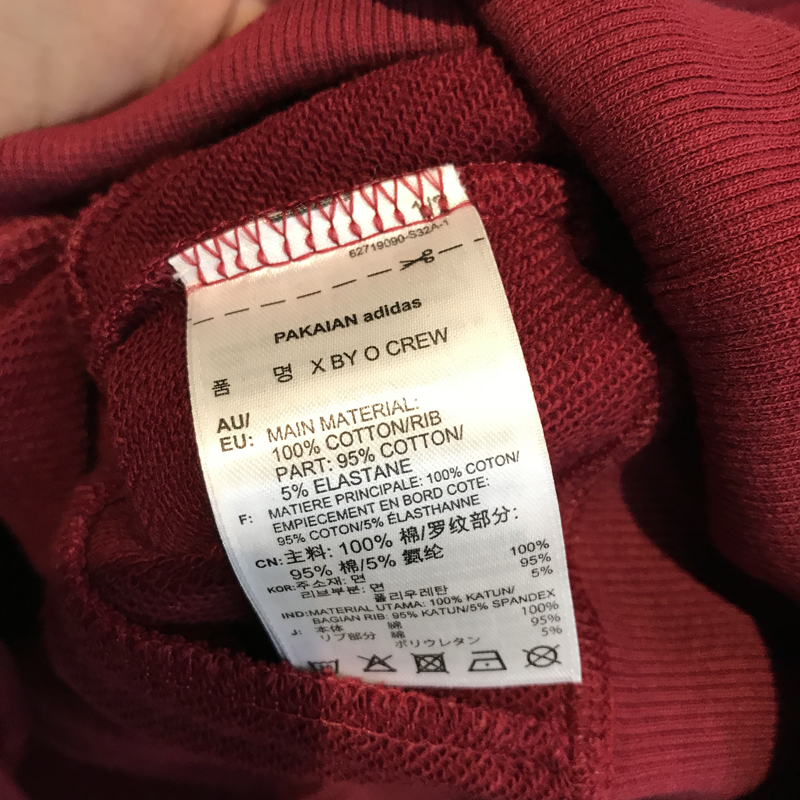 62719090-S32A-1
PAKAIAN adidas
품 명 X BY O CREW
AU/
EU: MAIN MATERIAL:
100% COTTON/RIB
PART: 95% COTTON/
5% ELASTANE
F: MATIERE PRINCIPALE: 100% COTON/
EMPIECEMENT EN BORD COTE:
95% COTON/5% ÉLASTHANNE
CN: 主料: 100% 棉/罗纹部分:
95% 棉/5% 氨纶
KOR: 주소재: 면 100%
리브부분: 면 95%
폴리우레탄 5%
IND: MATERIAL UTAMA: 100% KATUN/
BAGIAN RIB: 95% KATUN/5% SPANDEX
J: 本体 綿 100%
リブ部分 綿 95%
ポリウレタン 5%